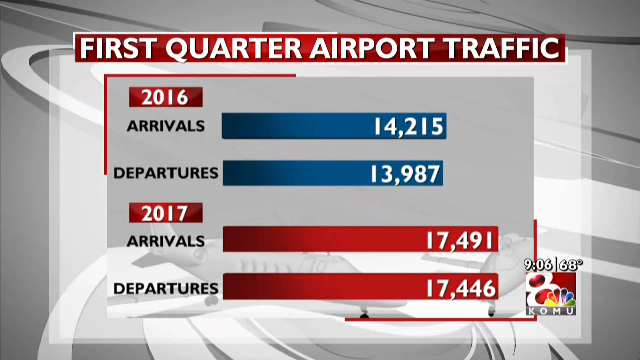 FIRST QUARTER AIRPORT TRAFFIC
2016
ARRIVALS 14,215
DEPARTURES 13,987
2017
ARRIVALS 17,491
DEPARTURES 17,446
9:06 68°
8
KOMU